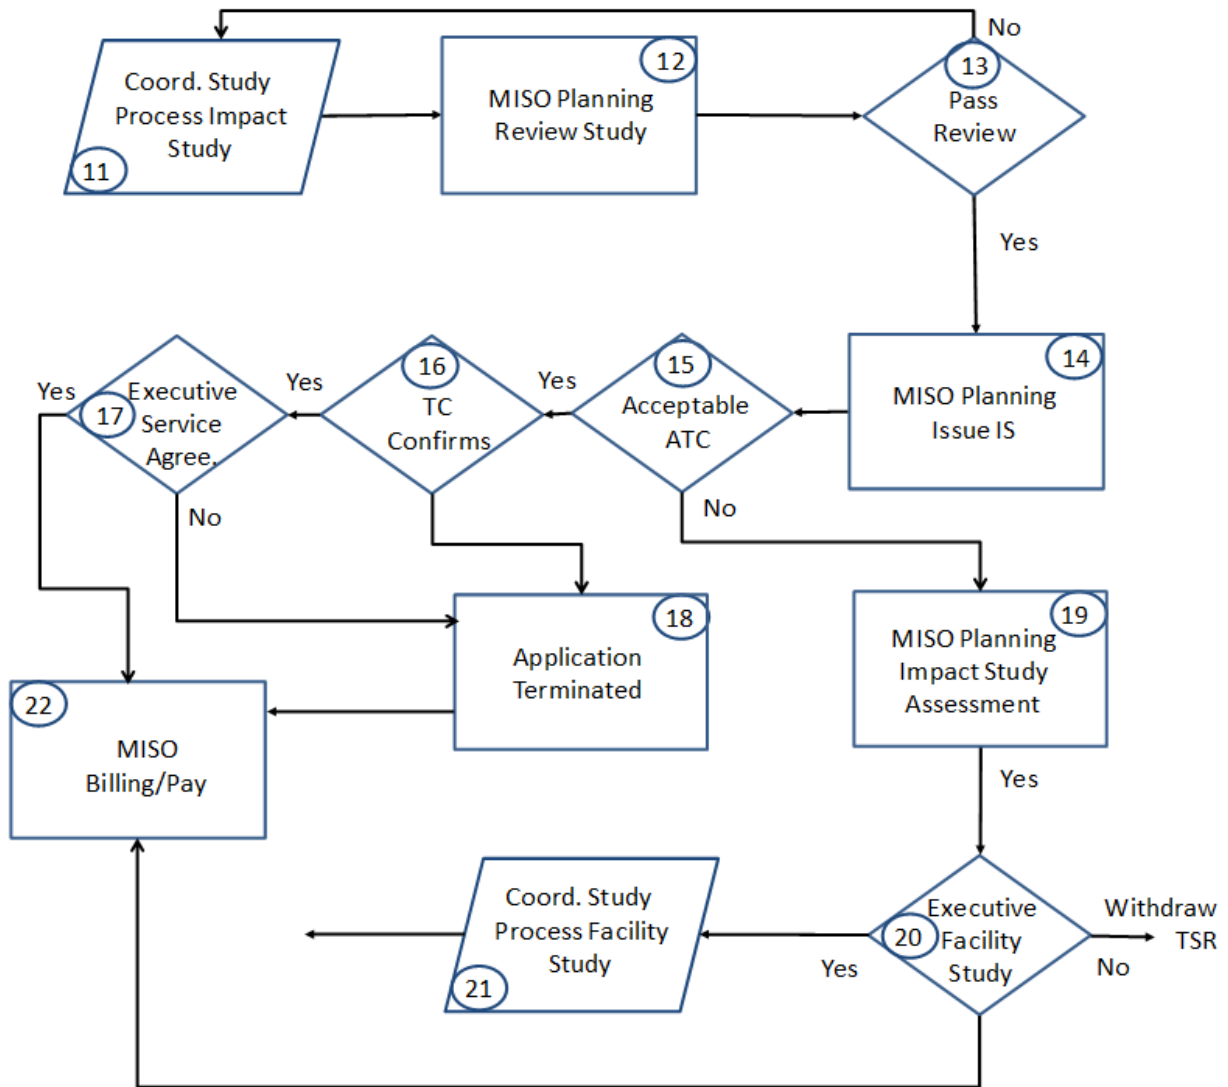 No
Coord. Study
Process Impact
Study
11
12
MISO Planning
Review Study
13
Pass
Review
Yes
14
MISO Planning
Issue IS
15
Acceptable
ATC
Yes
No
16
TC
Confirms
Yes
17
Executive
Service
Agree.
Yes
No
18
Application
Terminated
19
MISO Planning
Impact Study
Assessment
Yes
22
MISO
Billing/Pay
20
Executive
Facility
Study
Withdraw
TSR
No
Yes
Coord. Study
Process Facility
Study
21